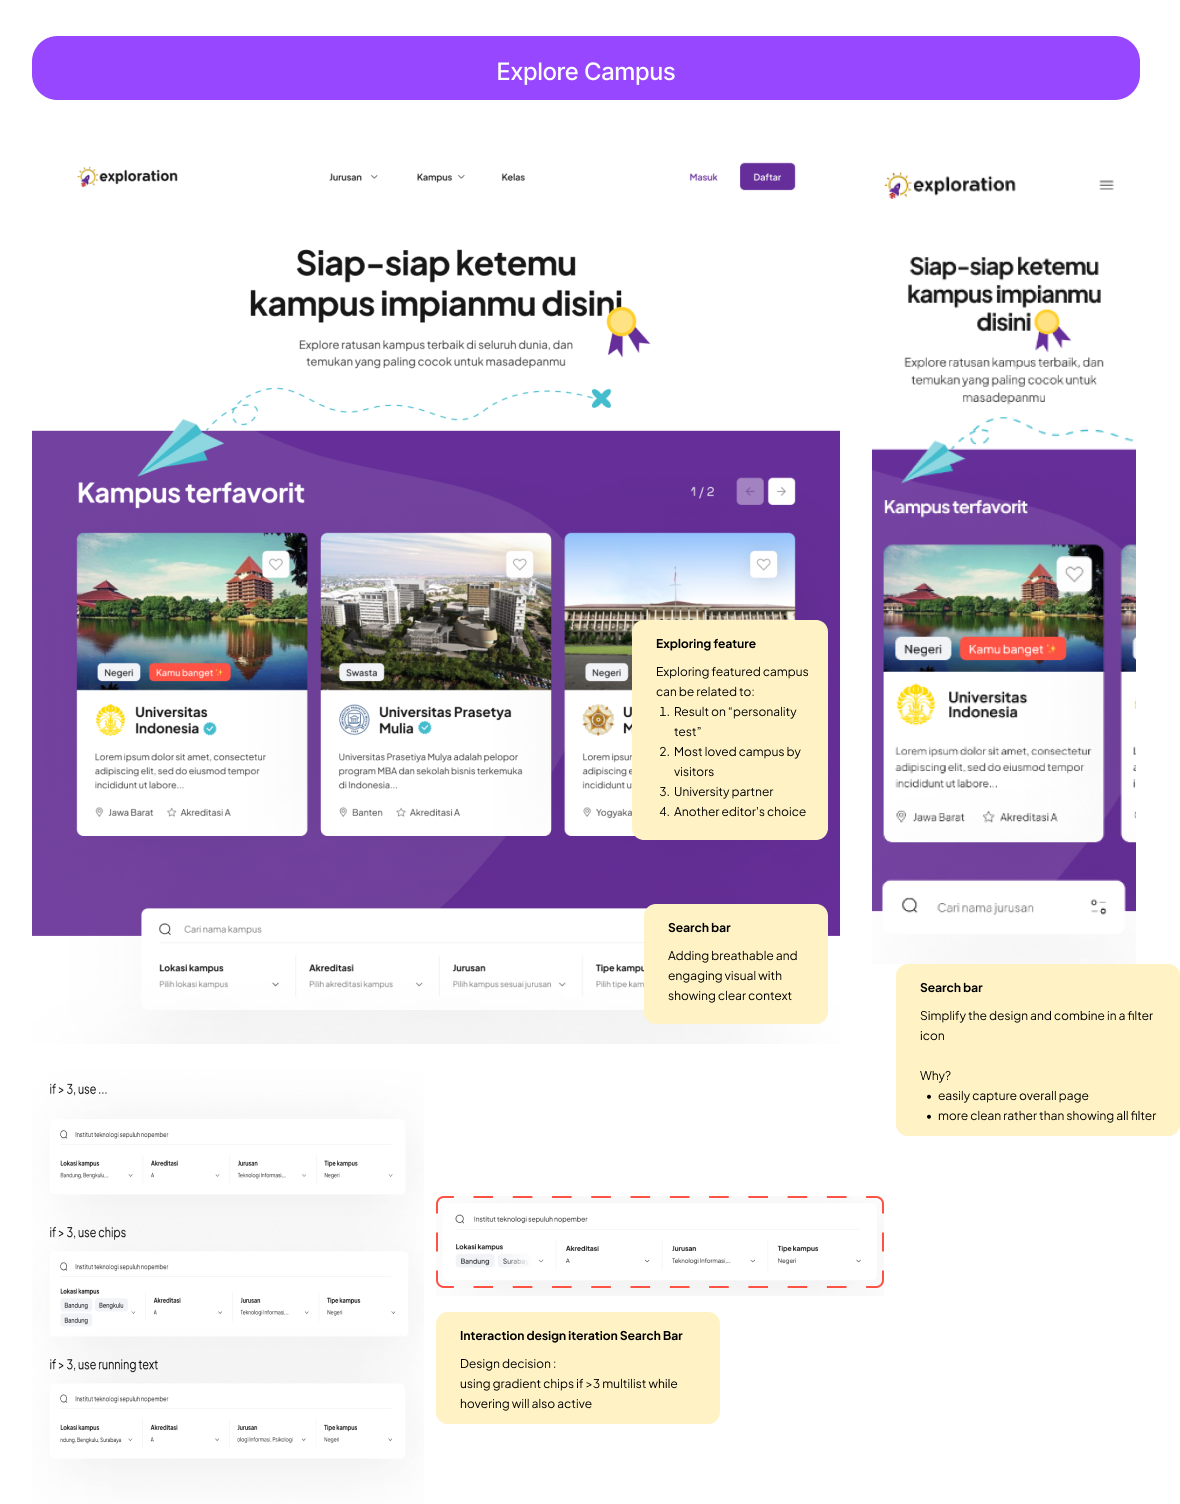 Explore Campus
exploration
Jurusan
Kampus
Kelas
Masuk
Daftar
Siap-siap ketemu
kampus impianmu disini
Explore ratusan kampus terbaik di seluruh dunia, dan
temukan yang paling cocok untuk masadepanmu
Kampus terfavorit
1 / 2
Negeri
Kamu banget
Universitas
Indonesia
Lorem ipsum dolor sit amet, consectetur
adipiscing elit, sed do eiusmod tempor
incididunt ut labore...
Jawa Barat
Akreditasi A
Swasta
Universitas Prasetya
Mulia
Universitas Prasetiya Mulya adalah pelopor
program MBA dan sekolah bisnis terkemuka
di Indonesia...
Banten
Akreditasi A
Negeri
U
M
Lorem ips
adipiscing e
incididunt u
Yogyaka
Exploring feature
Exploring featured campus
can be related to:
1. Result on “personality
test”
2. Most loved campus by
visitors
3. University partner
4. Another editor’s choice
Cari nama kampus
Lokasi kampus
Pilih lokasi kampus
Akreditasi
Pilih akreditasi kampus
Jurusan
Pilih kampus sesuai jurusan
Tipe kampu
Pilih tipe kam
Search bar
Adding breathable and
engaging visual with
showing clear context
exploration
Siap-siap ketemu
kampus impianmu
disini
Explore ratusan kampus terbaik, dan
temukan yang paling cocok untuk
masadepanmu
Kampus terfavorit
Negeri
Kamu banget
Universitas
Indonesia
Lorem ipsum dolor sit amet, consectetur
adipiscing elit, sed do eiusmod tempor
incididunt ut labore...
Jawa Barat
Akreditasi A
Cari nama jurusan
Search bar
Simplify the design and combine in a filter
icon
Why?
• easily capture overall page
• more clean rather than showing all filter
if > 3, use ...
Institut teknologi sepuluh nopember
Lokasi kampus
Bandung, Bengkulu,...
Akreditasi
A
Jurusan
Teknologi Informasi...
Tipe kampus
Negeri
if > 3, use chips
Institut teknologi sepuluh nopember
Lokasi kampus
Bandung
Bengkulu
Bandung
Akreditasi
A
Jurusan
Teknologi Informasi,...
Tipe kampus
Negeri
if > 3, use running text
Institut teknologi sepuluh nopember
Lokasi kampus
ndung, Bengkulu, Surabaya
Akreditasi
A
Jurusan
ologi Informasi, Psikologi
Tipe kampus
Negeri
Institut teknologi sepuluh nopember
Lokasi kampus
Bandung
Surabay
Akreditasi
A
Jurusan
Teknologi Informasi...
Tipe kampus
Negeri
Interaction design iteration Search Bar
Design decision :
using gradient chips if >3 multilist while
hovering will also active